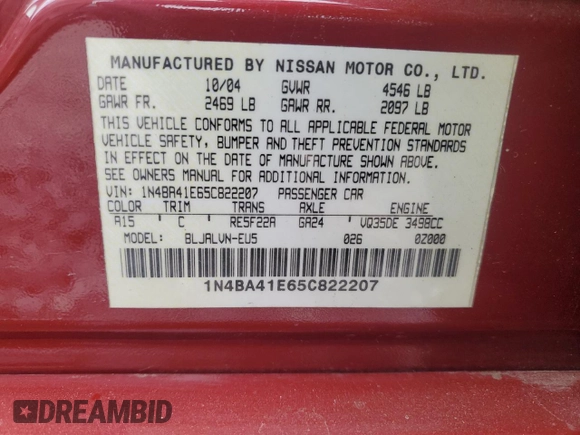 MANUFACTURED BY NISSAN MOTOR CO., LTD.
DATE 10/04 GVWR 4546 LB
GAWR FR. 2469 LB GAWR RR. 2097 LB
THIS VEHICLE CONFORMS TO ALL APPLICABLE FEDERAL MOTOR
VEHICLE SAFETY, BUMPER AND THEFT PREVENTION STANDARDS
IN EFFECT ON THE DATE OF MANUFACTURE SHOWN ABOVE.
SEE OWNERS MANUAL FOR ADDITIONAL INFORMATION.
VIN: 1N4BA41E65C822207 PASSENGER CAR
COLOR TRIM TRANS AXLE ENGINE
A15 C RE5F22A GA24 VQ35DE 3498CC
MODEL: BLJALVN-EU5 026 0Z000
1N4BA41E65C822207
DREAMBID